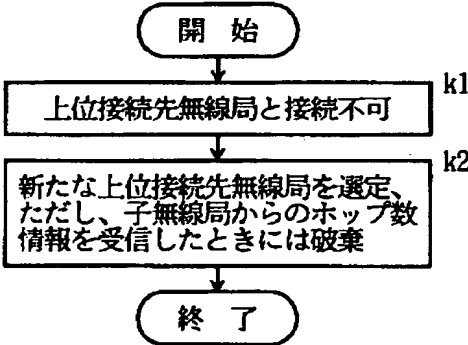 開 始
k1
上位接続先無線局と接続不可
k2
新たな上位接続先無線局を選定、
ただし、子無線局からのホップ数
情報を受信したときには破棄
終 了